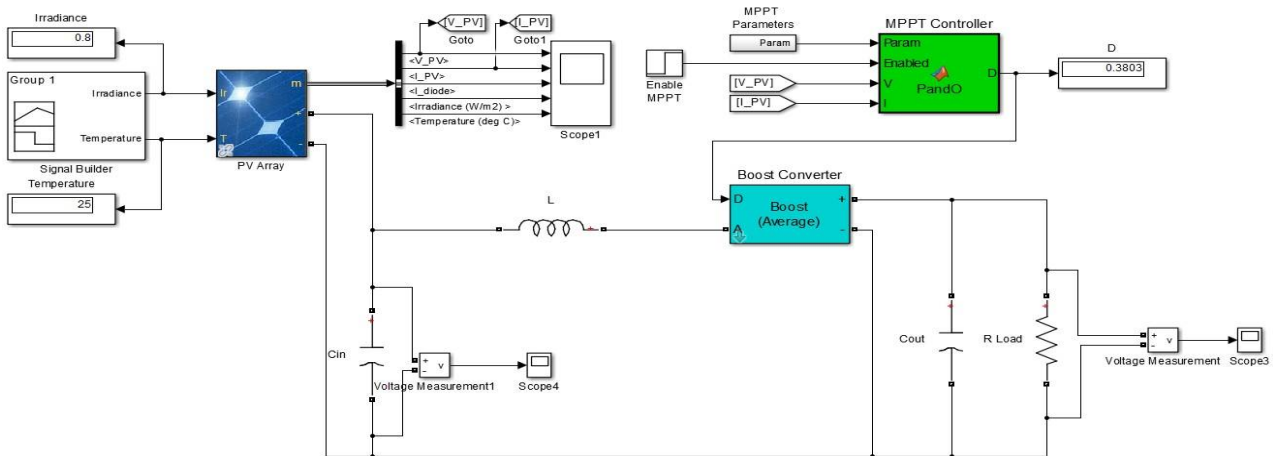 Irradiance
0.8
Group 1
Irradiance
Temperature
Signal Builder
Temperature
25
Ir
T
m
+
-
PV Array
[V_PV]
Goto
[I_PV]
Goto1
<V_PV>
<I_PV>
<I_diode>
<Irradiance (W/m2) >
<Temperature (deg C)>
Scope1
MPPT
Parameters
Param
Enable
MPPT
[V_PV]
[I_PV]
MPPT Controller
Param
Enabled
V
I
PandO
D
D
0.3803
L
+
Boost Converter
D
A
Boost
(Average)
+
-
+
Cin
+
-
v
Voltage Measurement1
Scope4
+
Cout
+
R Load
+
-
v
Voltage Measurement
Scope3